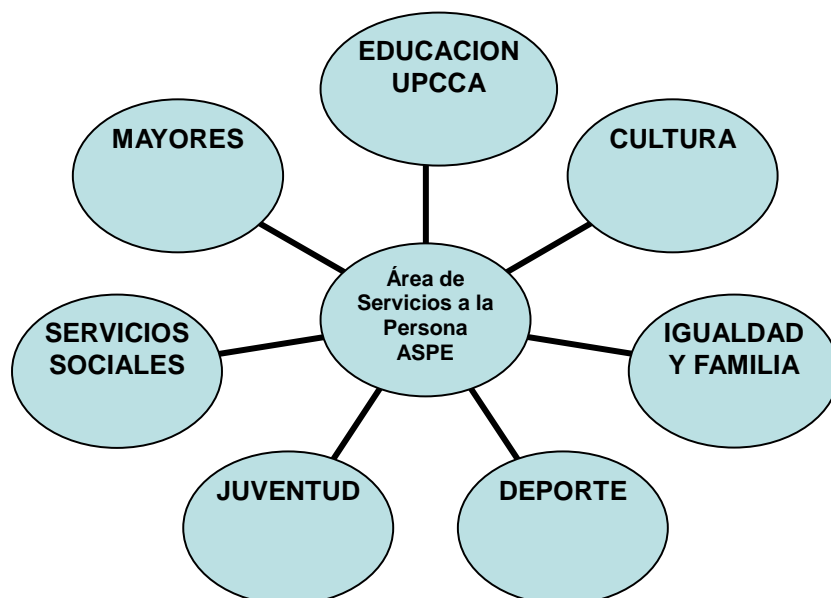 EDUCACION
UPCCA
MAYORES
CULTURA
Área de
Servicios a la
Persona
ASPE
SERVICIOS
SOCIALES
IGUALDAD
Y FAMILIA
JUVENTUD
DEPORTE